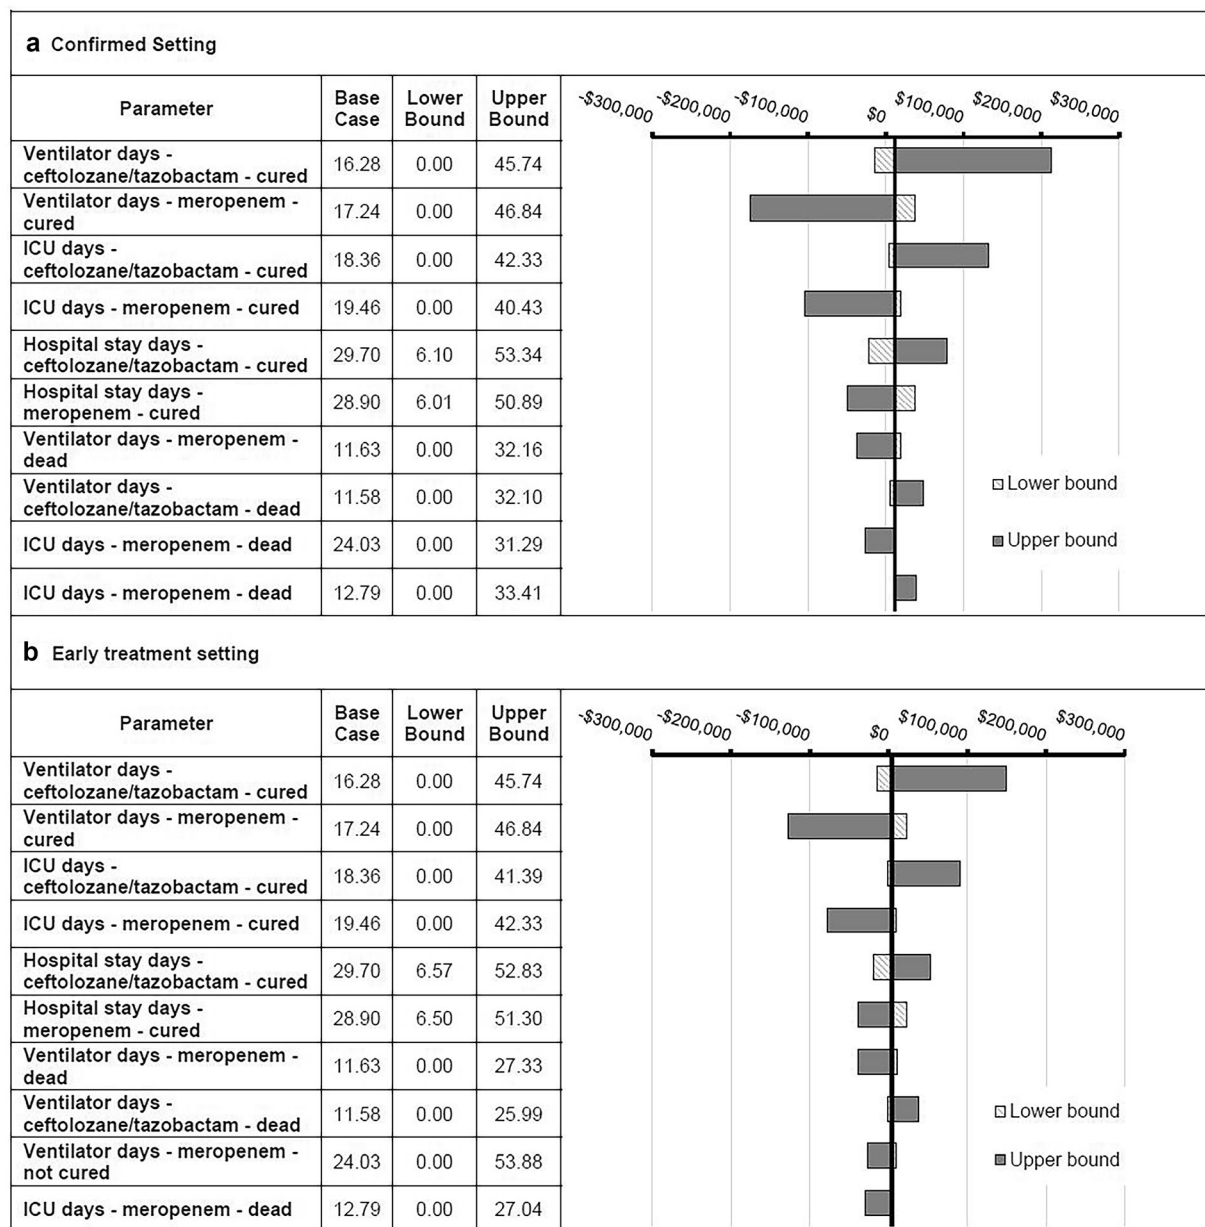 a Confirmed Setting
Parameter Base Case Lower Bound Upper Bound
-$300,000 -$200,000 -$100,000 $0 $100,000 $200,000 $300,000
Ventilator days -
ceftolozane/tazobactam - cured 16.28 0.00 45.74
Ventilator days - meropenem -
cured 17.24 0.00 46.84
ICU days -
ceftolozane/tazobactam - cured 18.36 0.00 42.33
ICU days - meropenem - cured 19.46 0.00 40.43
Hospital stay days -
ceftolozane/tazobactam - cured 29.70 6.10 53.34
Hospital stay days -
meropenem - cured 28.90 6.01 50.89
Ventilator days - meropenem -
dead 11.63 0.00 32.16
Ventilator days -
ceftolozane/tazobactam - dead 11.58 0.00 32.10
ICU days - meropenem - dead 24.03 0.00 31.29
ICU days - meropenem - dead 12.79 0.00 33.41
Lower bound
Upper bound
b Early treatment setting
Parameter Base Case Lower Bound Upper Bound
-$300,000 -$200,000 -$100,000 $0 $100,000 $200,000 $300,000
Ventilator days -
ceftolozane/tazobactam - cured 16.28 0.00 45.74
Ventilator days - meropenem -
cured 17.24 0.00 46.84
ICU days -
ceftolozane/tazobactam - cured 18.36 0.00 41.39
ICU days - meropenem - cured 19.46 0.00 42.33
Hospital stay days -
ceftolozane/tazobactam - cured 29.70 6.57 52.83
Hospital stay days -
meropenem - cured 28.90 6.50 51.30
Ventilator days - meropenem -
dead 11.63 0.00 27.33
Ventilator days -
ceftolozane/tazobactam - dead 11.58 0.00 25.99
Ventilator days - meropenem -
not cured 24.03 0.00 53.88
ICU days - meropenem - dead 12.79 0.00 27.04
Lower bound
Upper bound